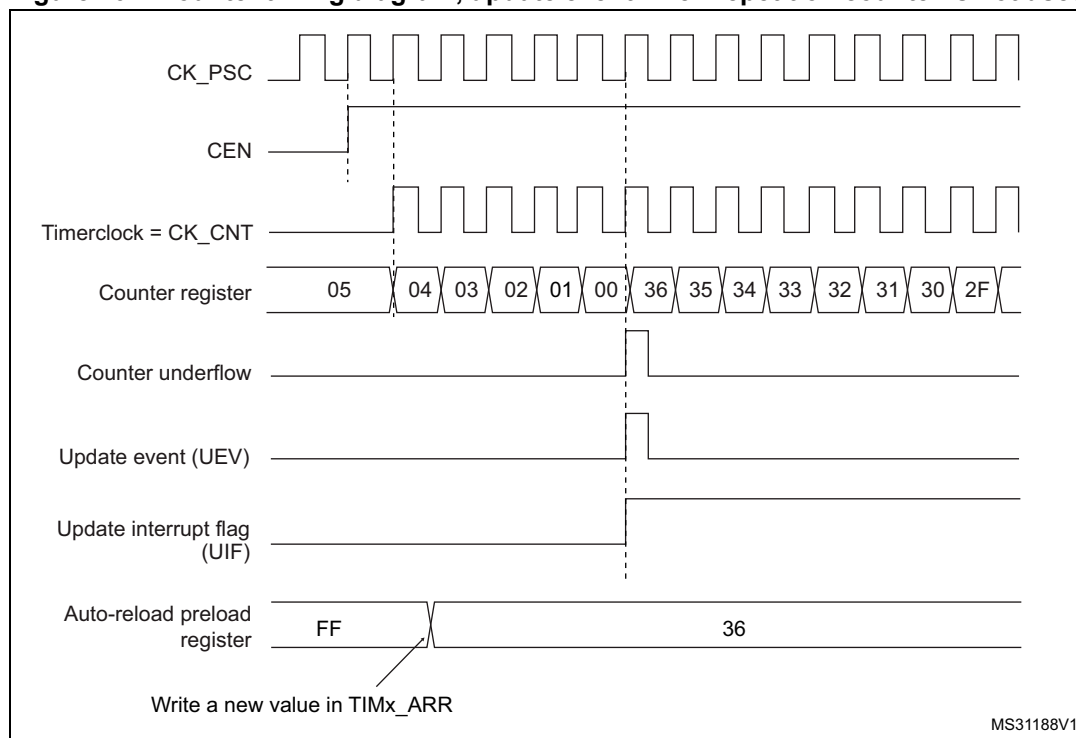 CK_PSC
CEN
Timerclock = CK_CNT
Counter register 05 04 03 02 01 00 36 35 34 33 32 31 30 2F
Counter underflow
Update event (UEV)
Update interrupt flag
(UIF)
Auto-reload preload
register
FF 36
Write a new value in TIMx_ARR
MS31188V1